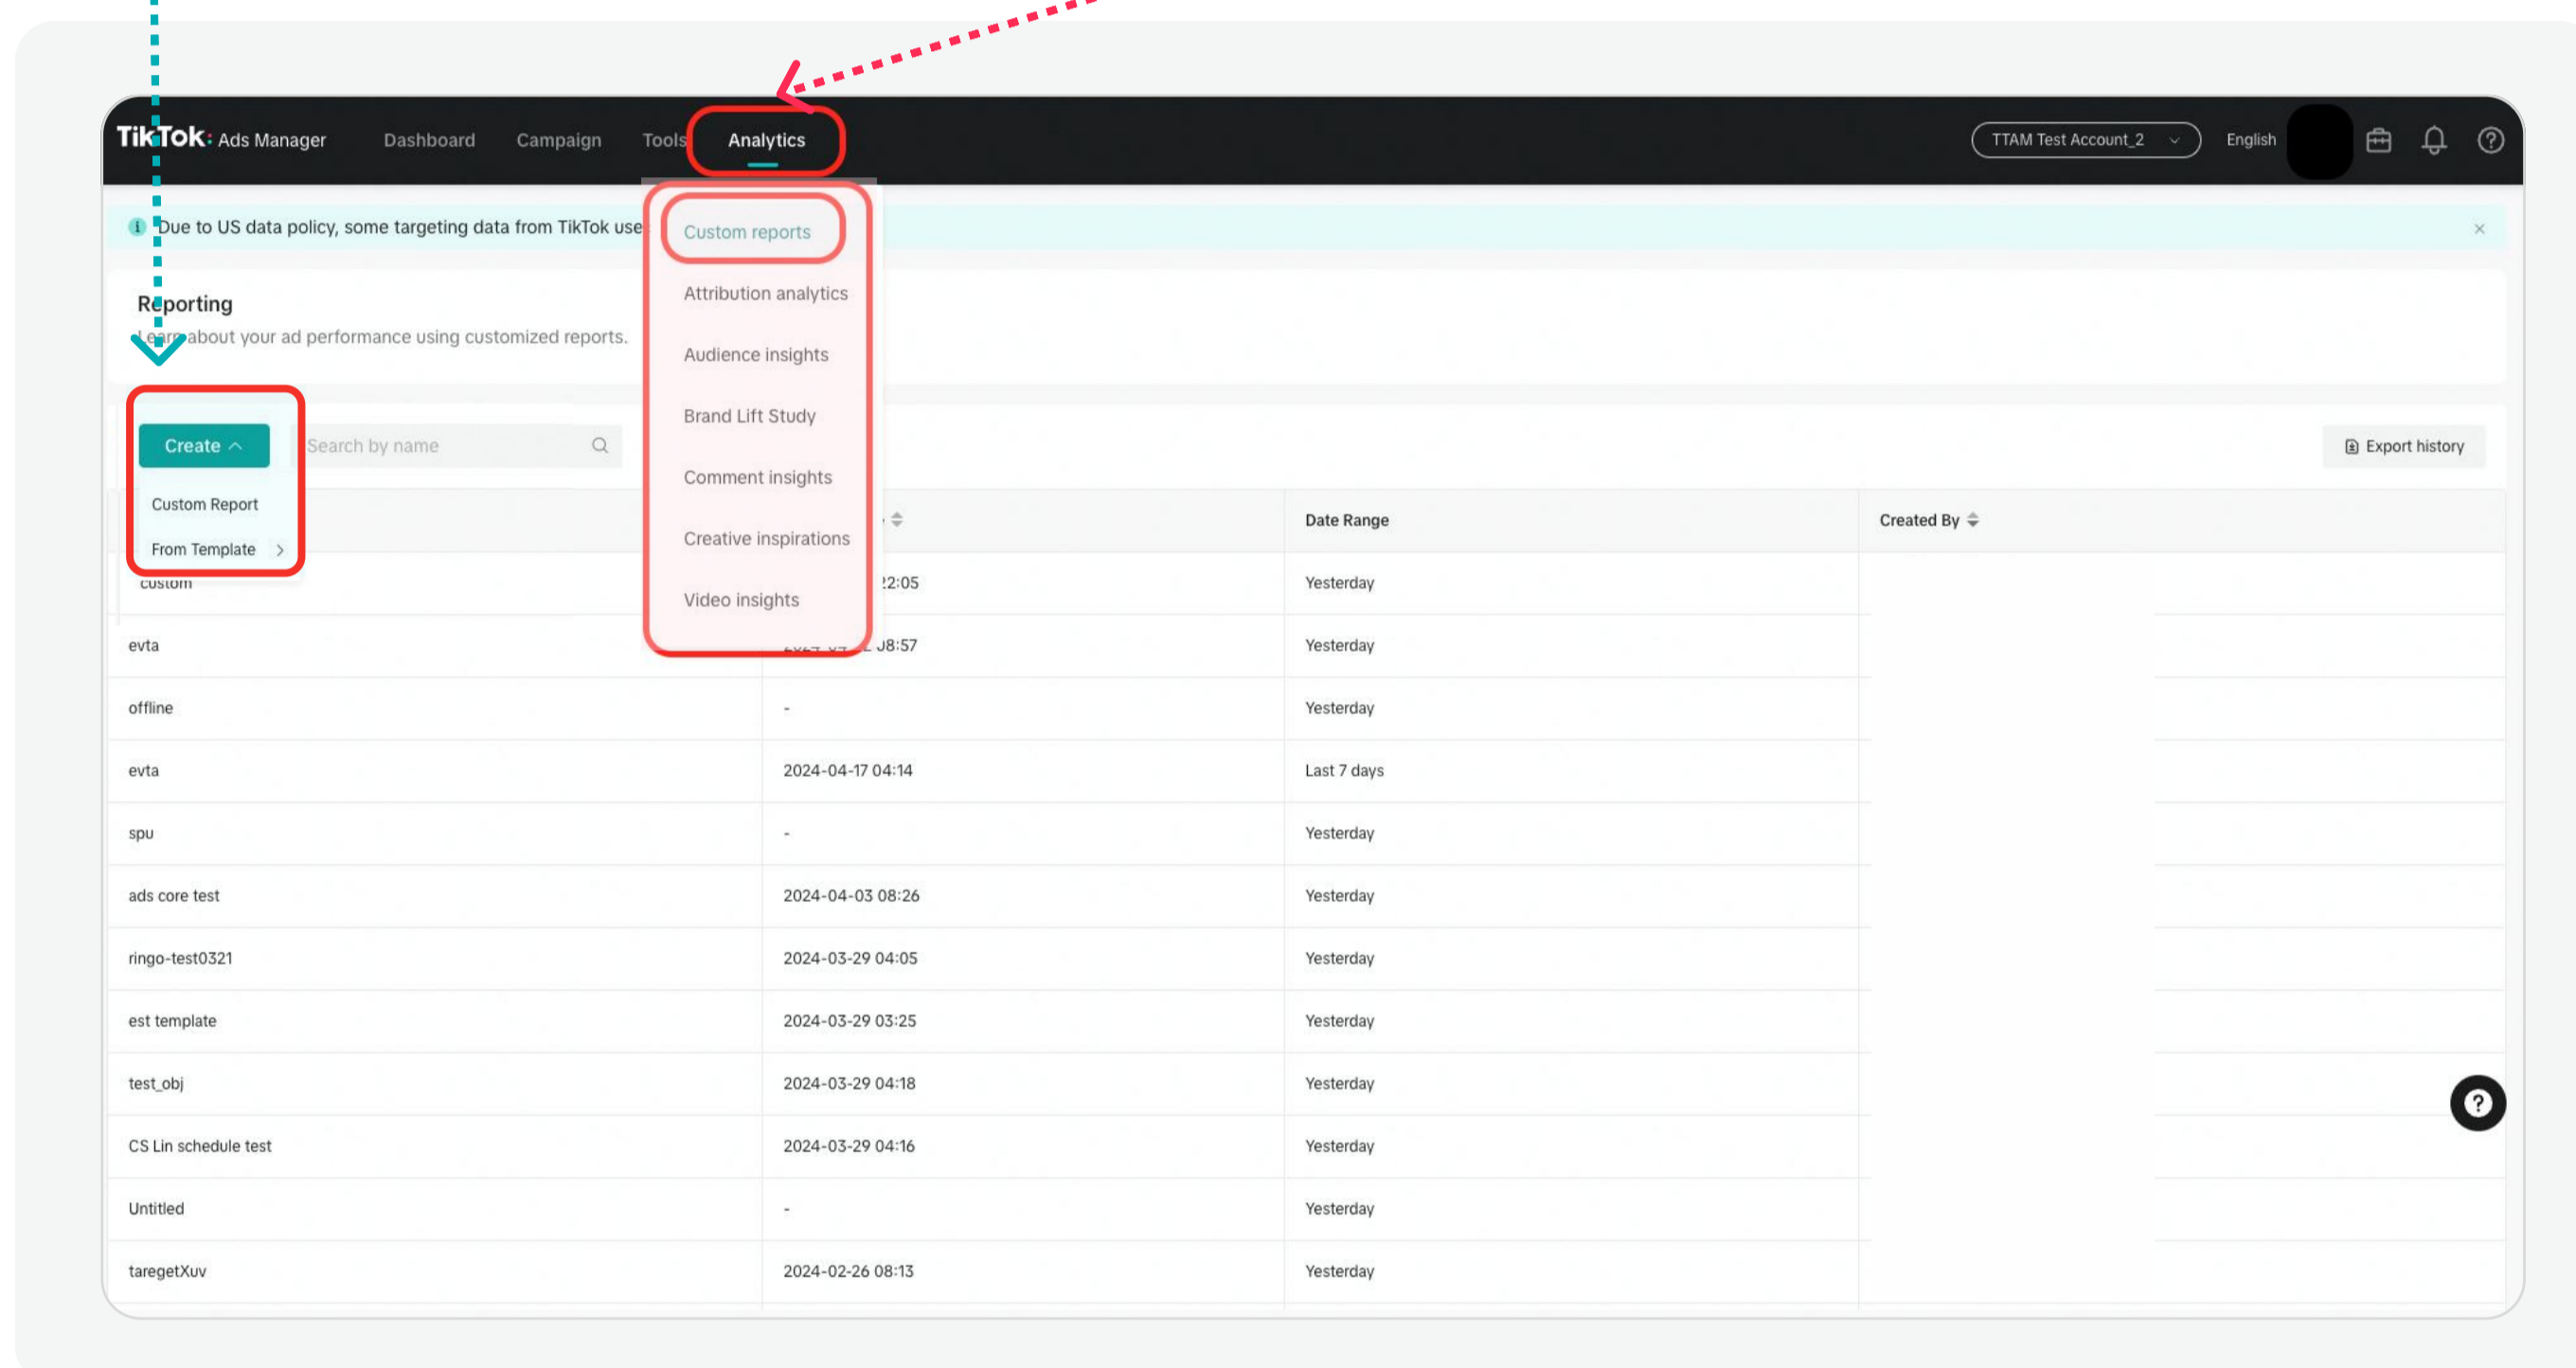 TikTok: Ads Manager Dashboard Campaign Tools Analytics TTAM Test Account_2 English
Due to US data policy, some targeting data from TikTok use
Custom reports
Attribution analytics
Audience insights
Brand Lift Study
Comment insights
Creative inspirations
Video insights
Reporting
Learn about your ad performance using customized reports.
Create Search by name Export history
Custom Report
From Template
Date Range Created By
custom 22:05 Yesterday
evta 08:57 Yesterday
offline - Yesterday
evta 2024-04-17 04:14 Last 7 days
spu - Yesterday
ads core test 2024-04-03 08:26 Yesterday
ringo-test0321 2024-03-29 04:05 Yesterday
est template 2024-03-29 03:25 Yesterday
test_obj 2024-03-29 04:18 Yesterday
CS Lin schedule test 2024-03-29 04:16 Yesterday
Untitled - Yesterday
taregetXuv 2024-02-26 08:13 Yesterday